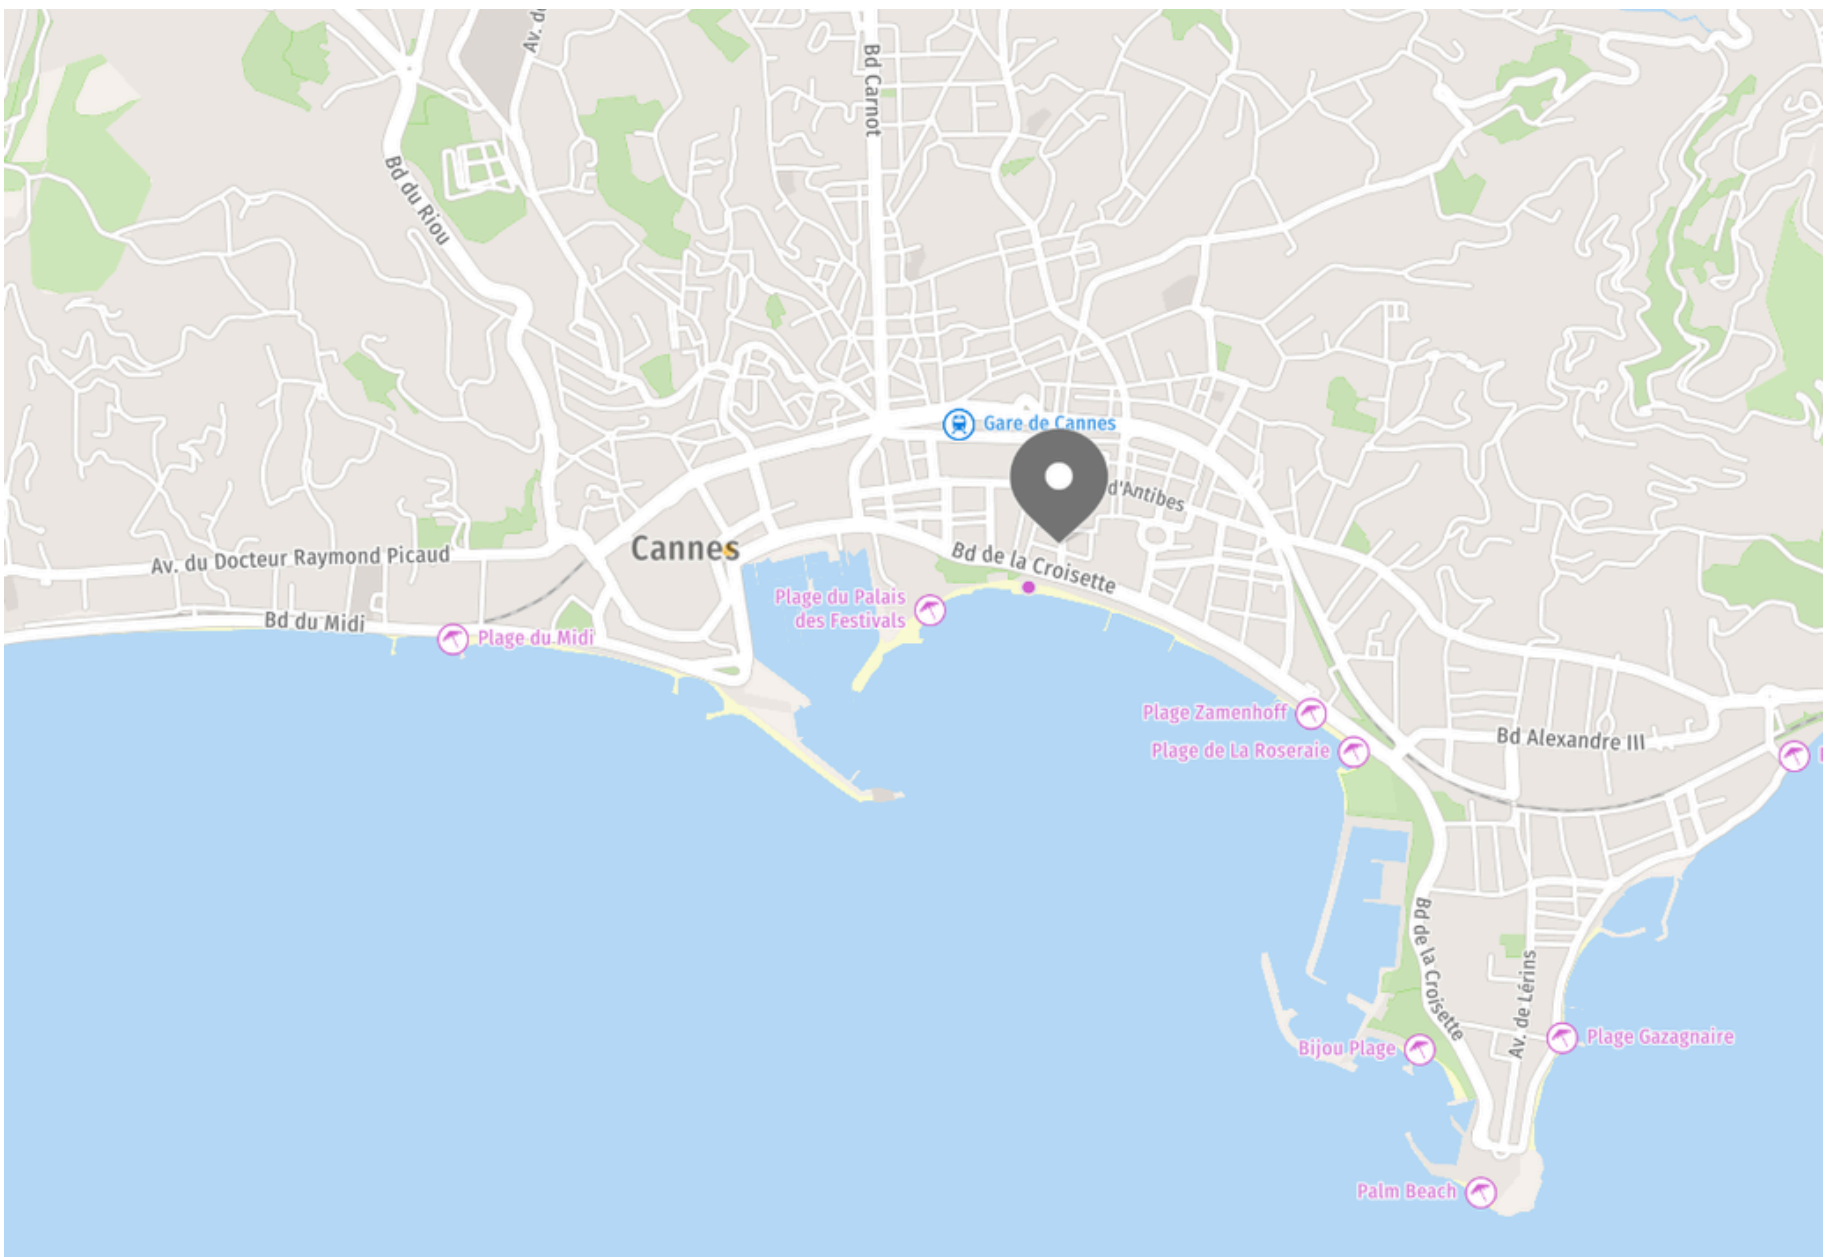 Av. de
Bd Carnot
Bd du Riou
Gare de Cannes
d'Antibes
Cannes
Av. du Docteur Raymond Picaud
Bd de la Croisette
Plage du Palais
des Festivals
Bd du Midi
Plage du Midi
Plage Zamenhoff
Plage de La Roseraie
Bd Alexandre III
Bd de la Croisette
Av. de Lérins
Bijou Plage
Plage Gazagnaire
Palm Beach